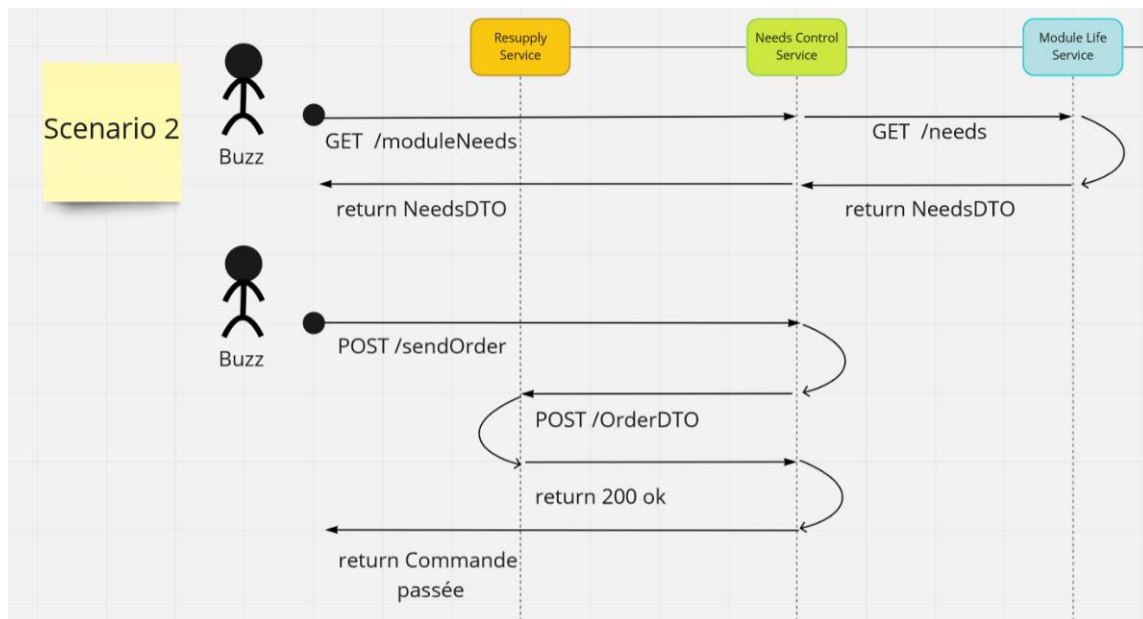 Resupply
Service
Needs Control
Service
Module Life
Service
Scenario 2
Buzz
GET /moduleNeeds
GET /needs
return NeedsDTO
return NeedsDTO
Buzz
POST /sendOrder
POST /OrderDTO
return 200 ok
return Commande
passée